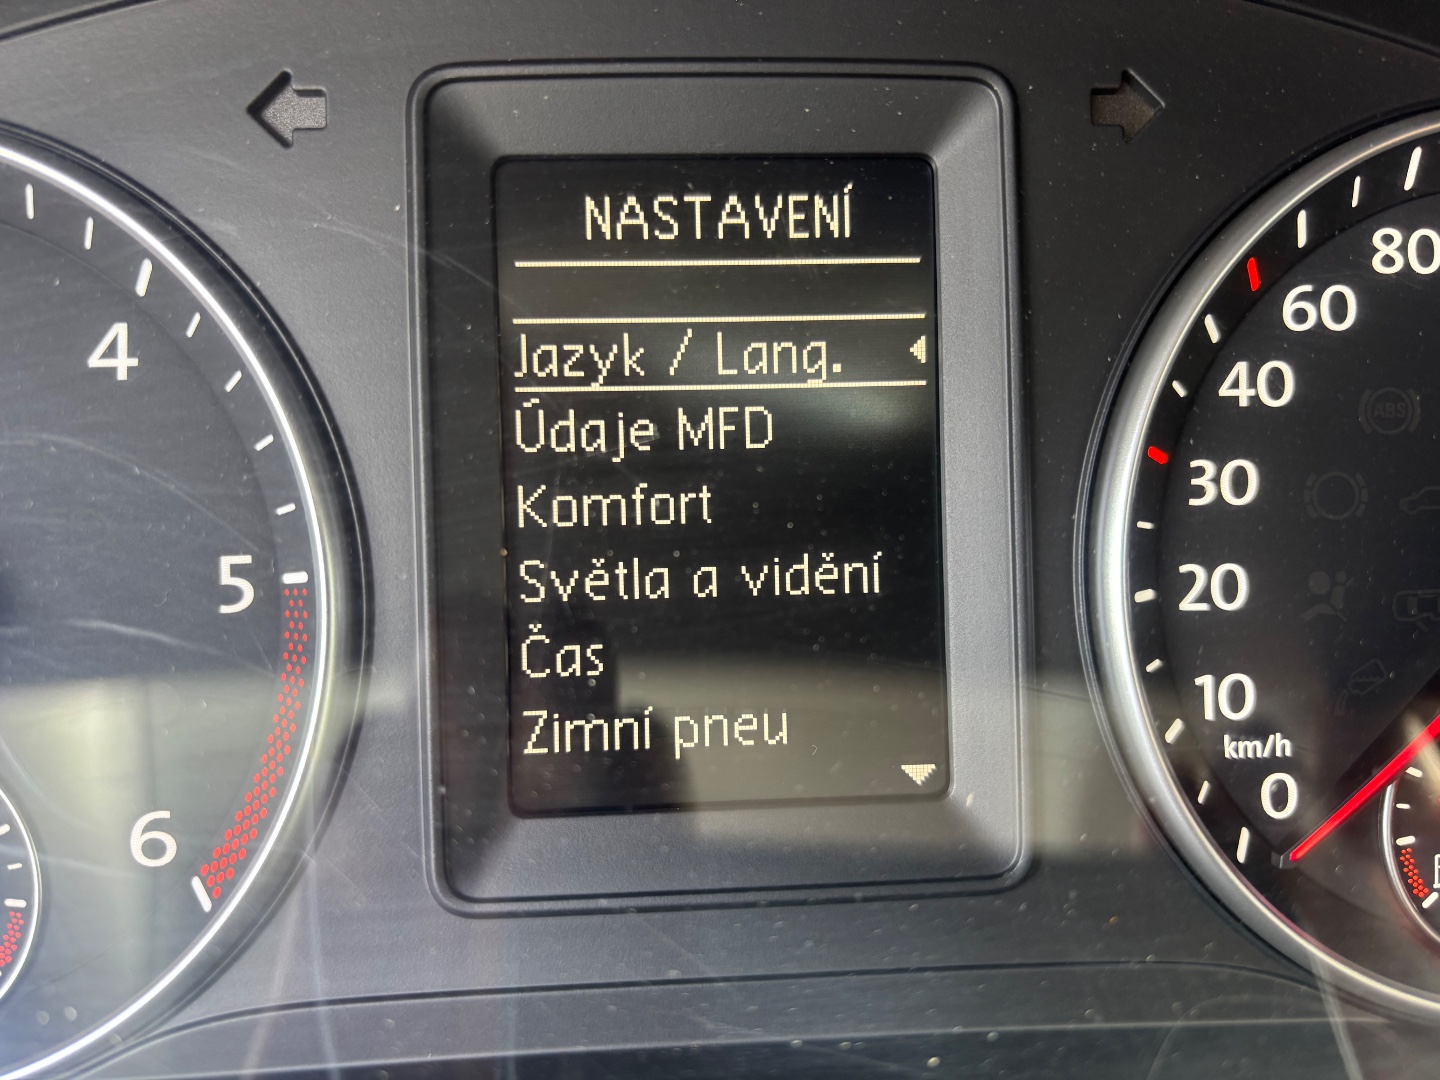 NASTAVENÍ
Jazyk / Lang.
Údaje MFD
Komfort
Světla a vidění
Čas
Zimní pneu
4
5
6
80
60
40
30
20
10
km/h
0
ABS